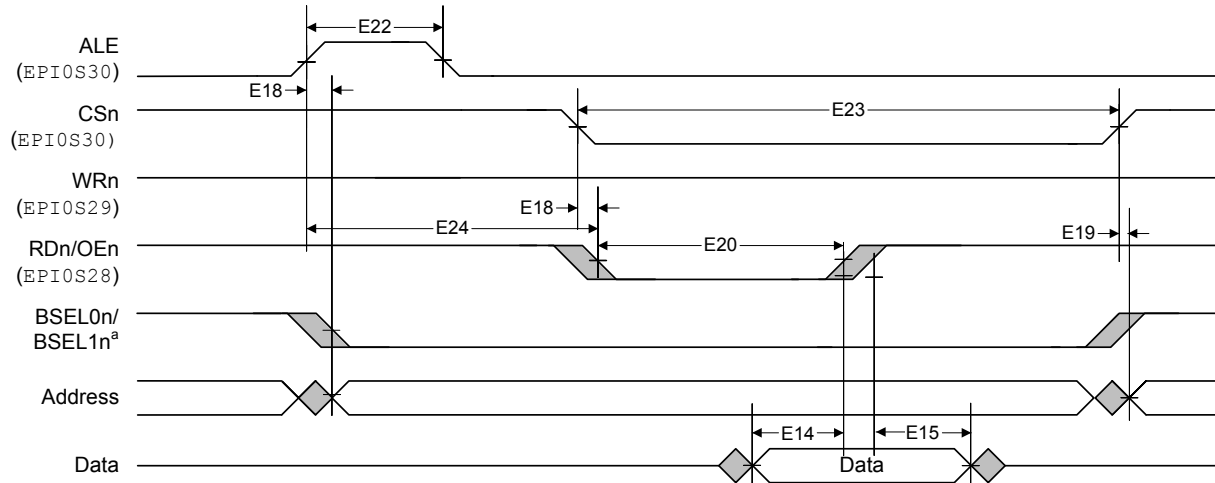 E22
ALE
(EPI0S30)
E18
CSn
E23
(EPI0S30)
WRn
(EPI0S29)
E18
E24
RDn/OEn
E20
E19
(EPI0S28)
BSEL0n/
BSEL1nª
Address
E14
E15
Data
Data